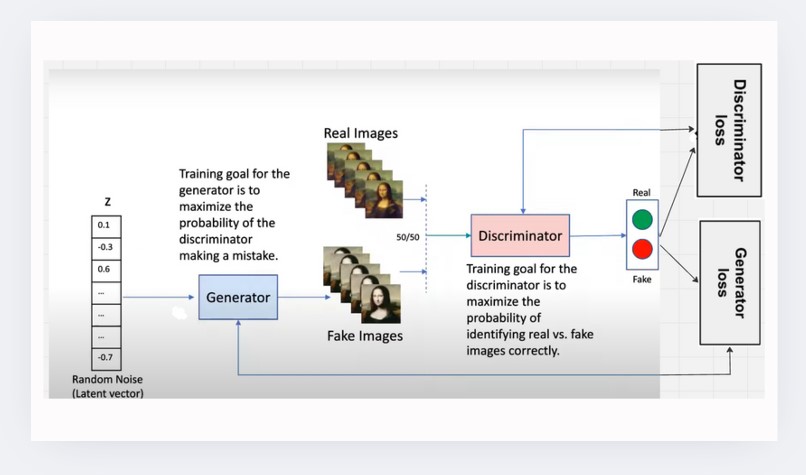 Z
0.1
-0.3
0.6
...
...
...
-0.7
Random Noise
(Latent vector)
Training goal for the
generator is to
maximize the
probability of the
discriminator
making a mistake.
Generator
Real Images
Fake Images
50/50
Discriminator
Training goal for the
discriminator is to
maximize the
probability of
identifying real vs. fake
images correctly.
Real
Fake
Discriminator
loss
Generator
loss